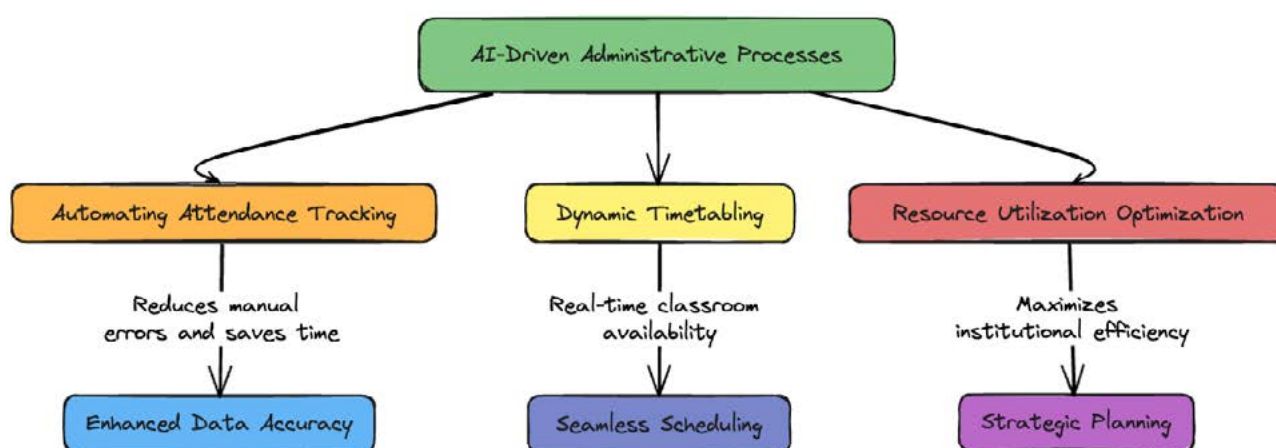 AI-Driven Administrative Processes
Automating Attendance Tracking
Dynamic Timetabling
Resource Utilization Optimization
Reduces manual
errors and saves time
Real-time classroom
availability
Maximizes
institutional efficiency
Enhanced Data Accuracy
Seamless Scheduling
Strategic Planning